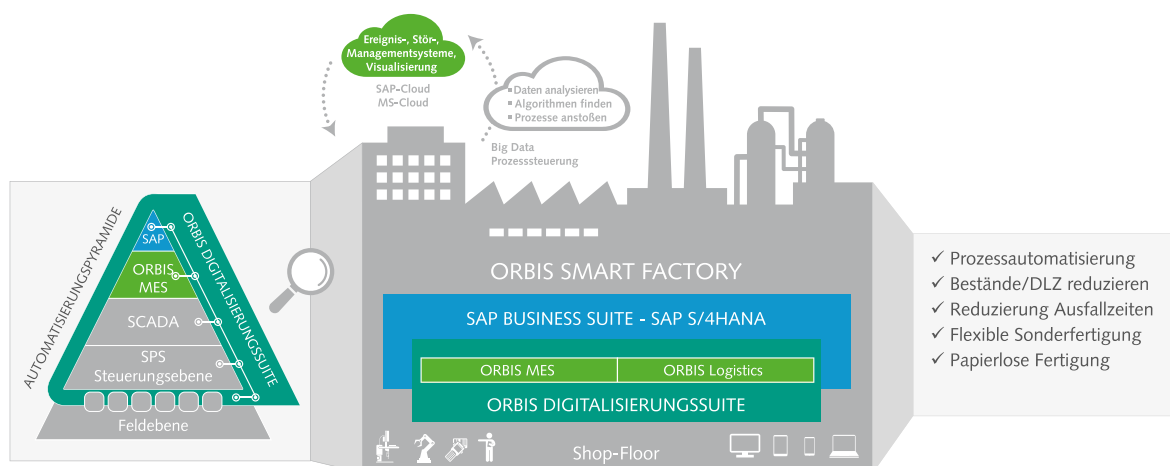 Ereignis-, Stör-,
Managementsysteme,
Visualisierung
SAP-Cloud
MS-Cloud
▪ Daten analysieren
▪ Algorithmen finden
▪ Prozesse anstoßen
Big Data
Prozesssteuerung
AUTOMATISIERUNGSPYRAMIDE
ORBIS DIGITALISIERUNGSSUITE
SAP
ORBIS
MES
SCADA
SPS
Steuerungsebene
Feldebene
ORBIS SMART FACTORY
SAP BUSINESS SUITE - SAP S/4HANA
ORBIS MES
ORBIS Logistics
ORBIS DIGITALISIERUNGSSUITE
Shop-Floor
✓ Prozessautomatisierung
✓ Bestände/DLZ reduzieren
✓ Reduzierung Ausfallzeiten
✓ Flexible Sonderfertigung
✓ Papierlose Fertigung